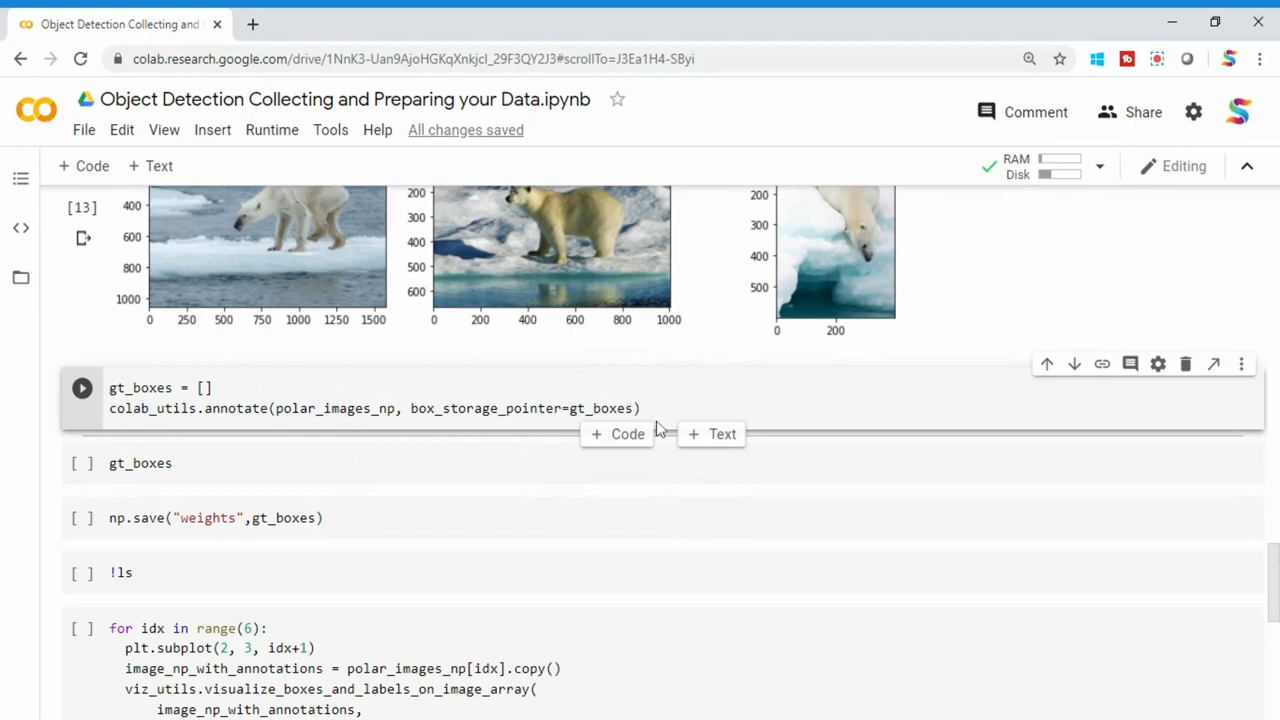 Object Detection Collecting and
colab.research.google.com/drive/1NnK3-Uan9AjoHGKqXnkjcI_29F3QY2J3#scrollTo=J3Ea1H4-SByi
Object Detection Collecting and Preparing your Data.ipynb
Comment
Share
File Edit View Insert Runtime Tools Help All changes saved
+ Code + Text
RAM
Disk
Editing
[13]
400
600
800
1000
0 250 500 750 1000 1250 1500
200
300
400
500
600
0 200 400 600 800 1000
200
300
400
500
0 200
gt_boxes = []
colab_utils.annotate(polar_images_np, box_storage_pointer=gt_boxes)
+ Code + Text
[ ] gt_boxes
[ ] np.save("weights",gt_boxes)
[ ] !ls
[ ] for idx in range(6):
plt.subplot(2, 3, idx+1)
image_np_with_annotations = polar_images_np[idx].copy()
viz_utils.visualize_boxes_and_labels_on_image_array(
image_np_with_annotations,